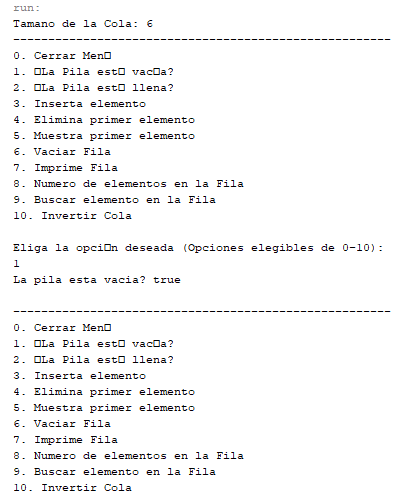 run:
Tamano de la Cola: 6
------------------------------------------------------
0. Cerrar Men□
1. □La Pila est□ vac□a?
2. □La Pila est□ llena?
3. Inserta elemento
4. Elimina primer elemento
5. Muestra primer elemento
6. Vaciar Fila
7. Imprime Fila
8. Numero de elementos en la Fila
9. Buscar elemento en la Fila
10. Invertir Cola
Eliga la opci□n deseada (Opciones elegibles de 0-10):
1
La pila esta vacia? true
------------------------------------------------------
0. Cerrar Men□
1. □La Pila est□ vac□a?
2. □La Pila est□ llena?
3. Inserta elemento
4. Elimina primer elemento
5. Muestra primer elemento
6. Vaciar Fila
7. Imprime Fila
8. Numero de elementos en la Fila
9. Buscar elemento en la Fila
10. Invertir Cola